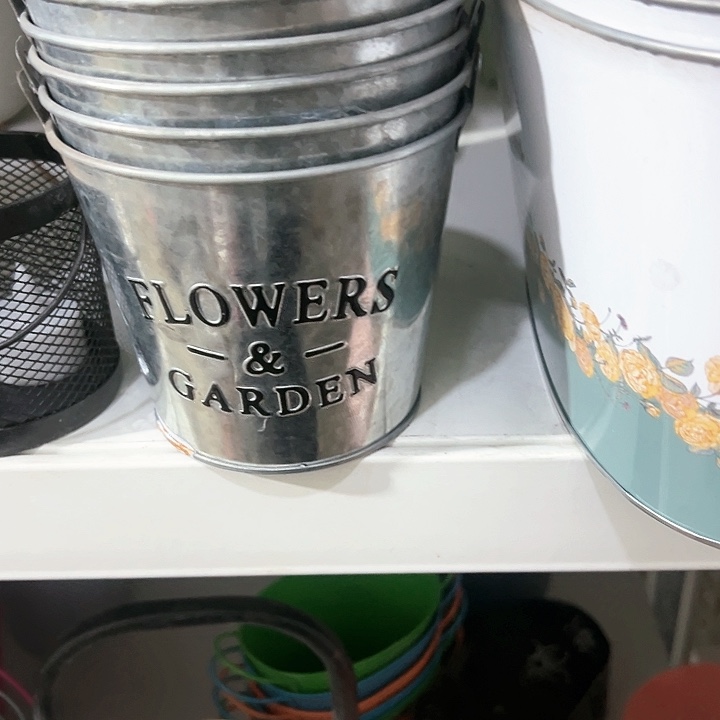 FLOWERS
— & —
GARDEN